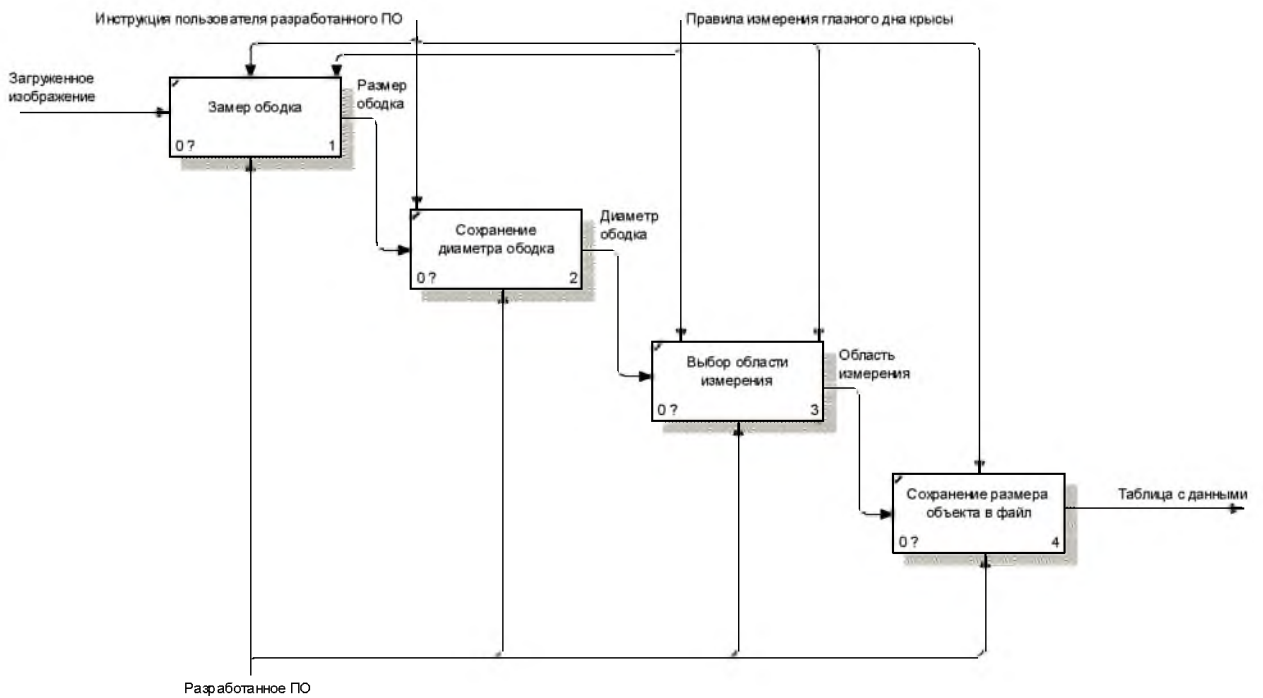 Инструкция пользователя разработанного ПО
Правила измерения глазного дна крысы
Загруженное
изображение
Замер ободка
0 ?
1
Размер
ободка
Сохранение
диаметра ободка
0 ?
2
Диаметр
ободка
Выбор области
измерения
0 ?
3
Область
измерения
Сохранение размера
объекта в файл
0 ?
4
Таблица с данными
Разработанное ПО